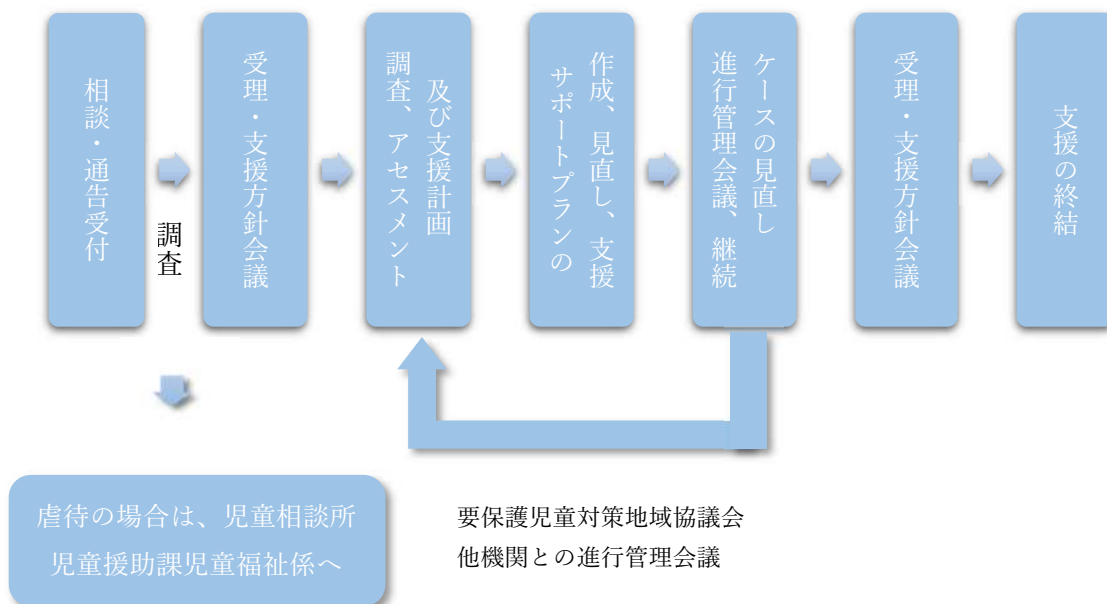 相談・通告受付
調査
受理・支援方針会議
調査、アセスメント
及び支援計画
サポートプランの
作成、見直し、支援
進行管理会議、継続
ケースの見直し
受理・支援方針会議
支援の終結
虐待の場合は、児童相談所
児童援助課児童福祉係へ
要保護児童対策地域協議会
他機関との進行管理会議